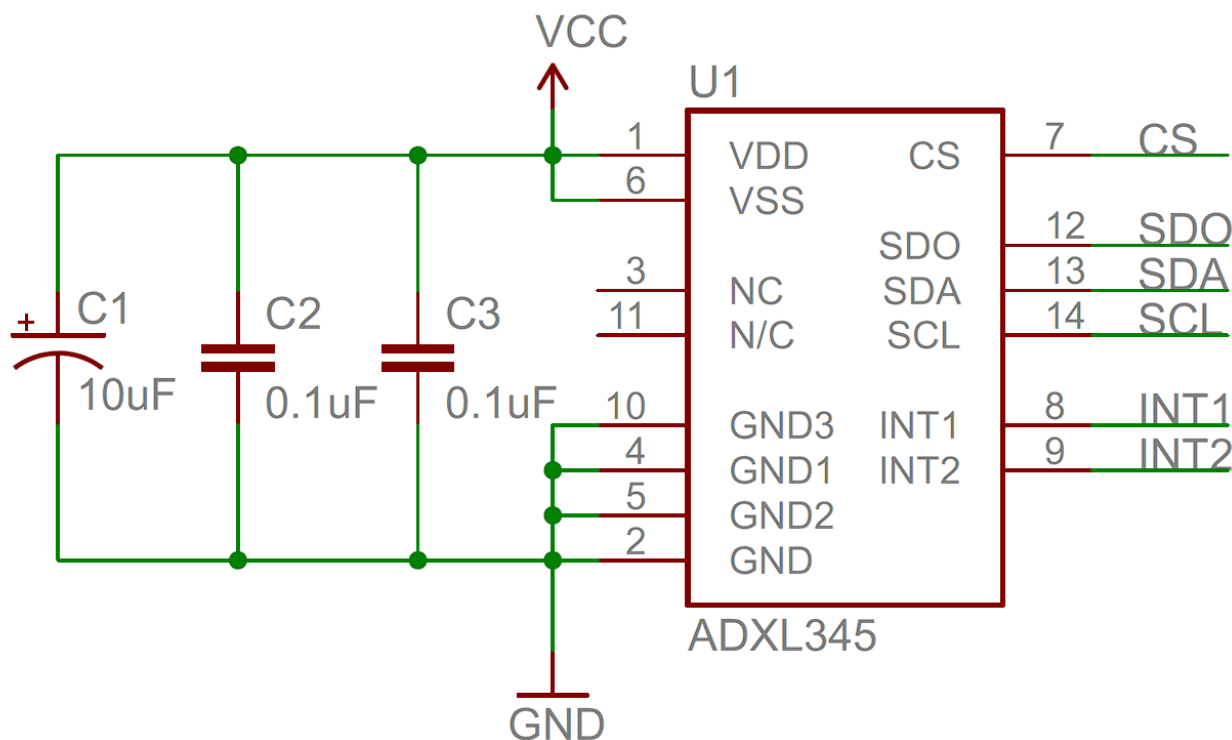 VCC
U1
1 VDD CS 7 CS
6 VSS
SDO 12 SDO
3 NC SDA 13 SDA
11 N/C SCL 14 SCL
+ C1 C2 C3
10uF 0.1uF 0.1uF
10 GND3 INT1 8 INT1
4 GND1 INT2 9 INT2
5 GND2
2 GND
ADXL345
GND